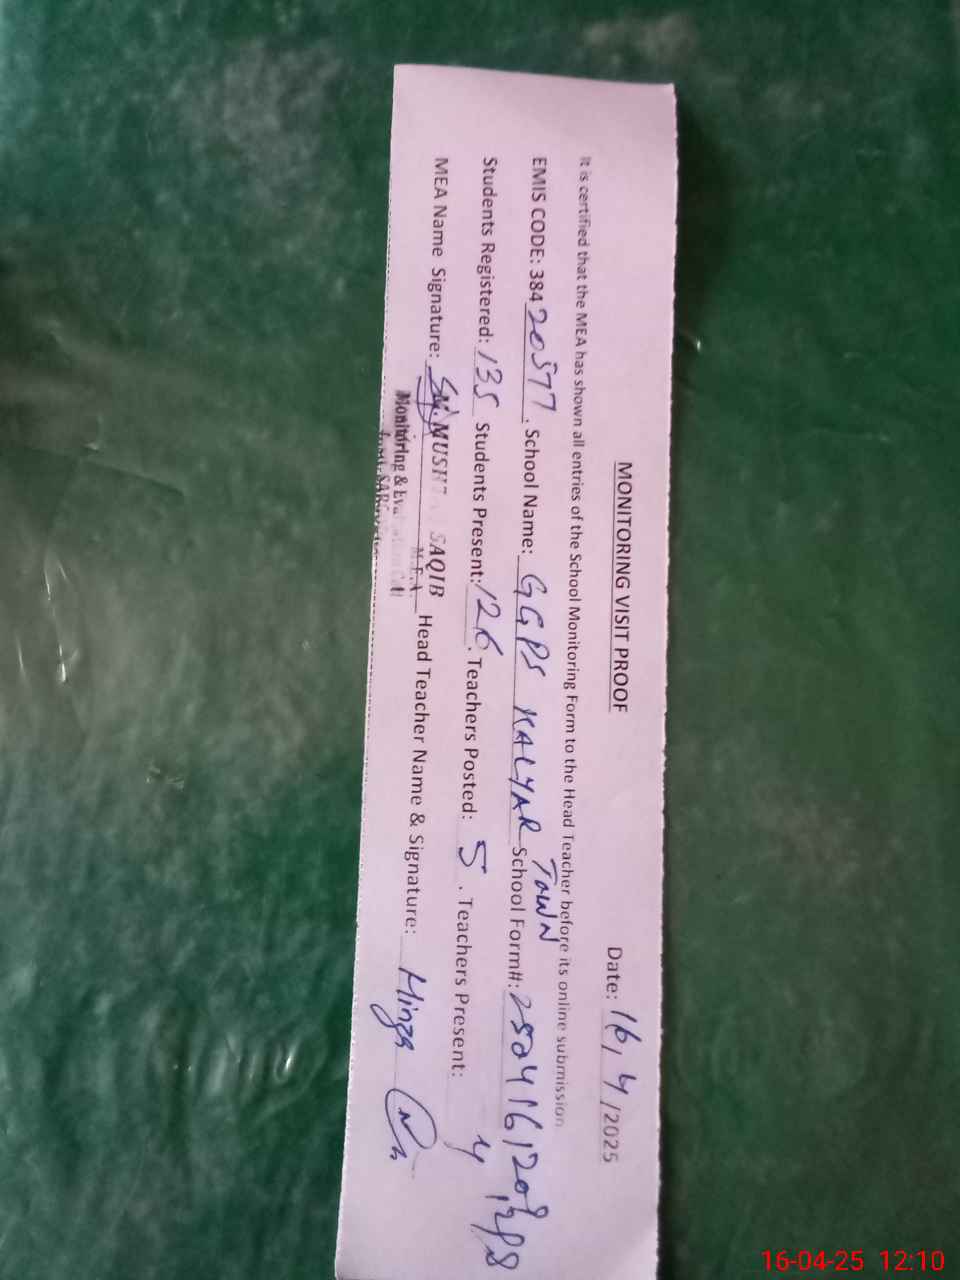 MONITORING VISIT PROOF Date: 16, 4 /2025
It is certified that the MEA has shown all entries of the School Monitoring Form to the Head Teacher before its online submission
EMIS CODE: 38420577. School Name: GGPS KALYAR TOWN School Form#:
Students Registered: 135 Students Present: 126. Teachers Posted: 5. Teachers Present: 4
MEA Name Signature: SAQIB Head Teacher Name & Signature:
M.E.A
Monitoring &
16-04-25 12:10